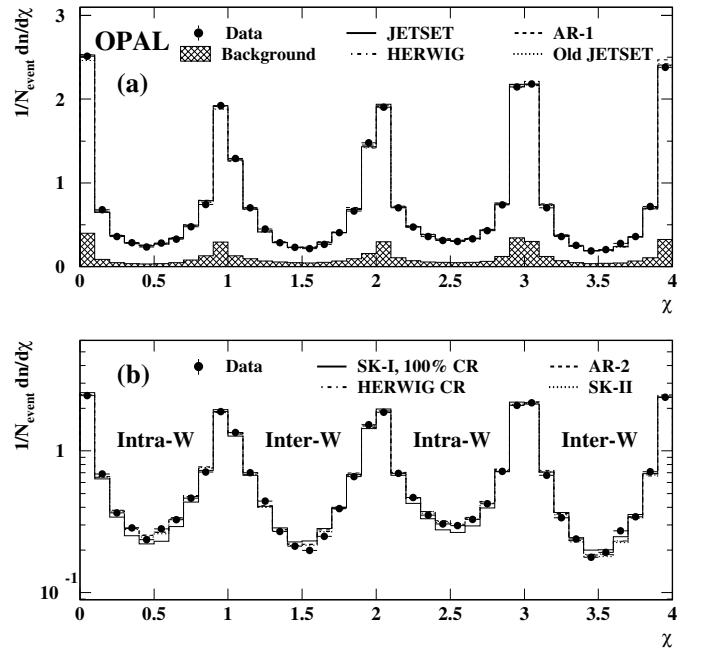 OPAL
Data
JETSET
AR-1
Background
HERWIG
Old JETSET
(a)
1/N_event dn/dχ
3
2
1
0
0 0.5 1 1.5 2 2.5 3 3.5 4
χ
(b)
Data
SK-I, 100% CR
AR-2
HERWIG CR
SK-II
Intra-W Inter-W Intra-W Inter-W
1/N_event dn/dχ
1
10^-1
0 0.5 1 1.5 2 2.5 3 3.5 4
χ